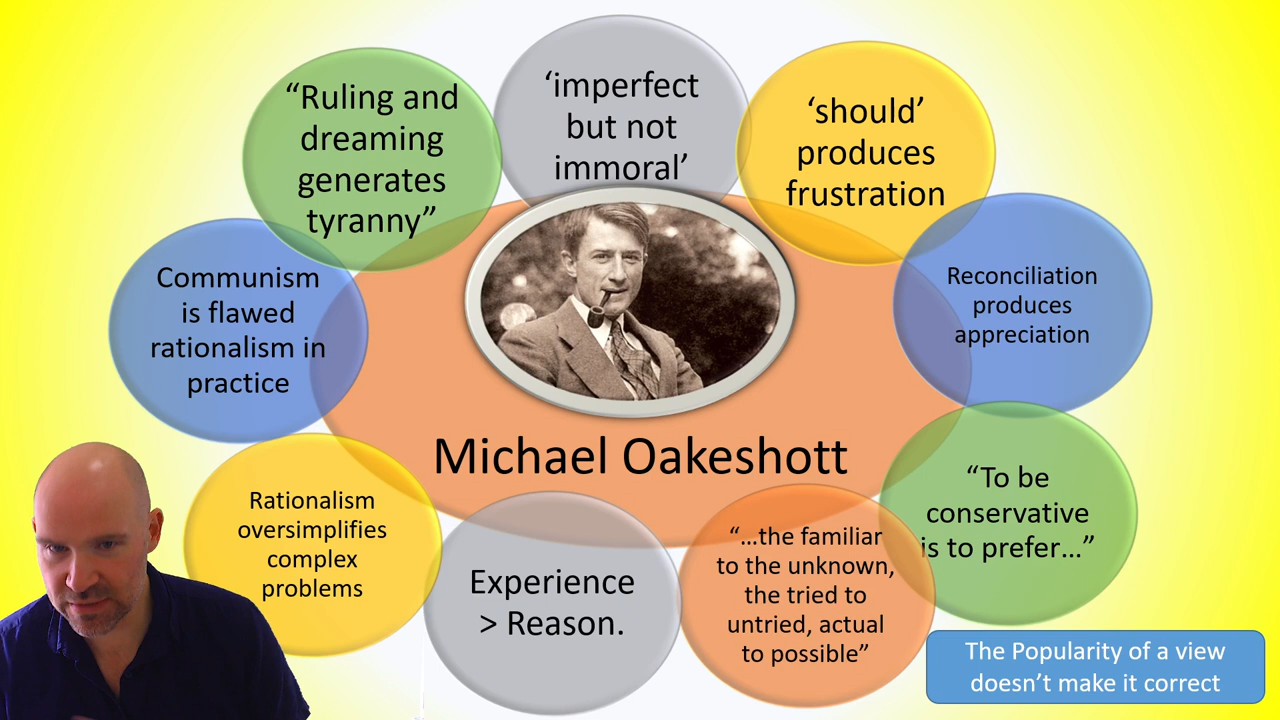 “Ruling and
dreaming
generates
tyranny”
‘imperfect
but not
immoral’
‘should’
produces
frustration
Reconciliation
produces
appreciation
“To be
conservative
is to prefer…”
“…the familiar
to the unknown,
the tried to
untried, actual
to possible”
Experience
> Reason.
Rationalism
oversimplifies
complex
problems
Communism
is flawed
rationalism in
practice
Michael Oakeshott
The Popularity of a view
doesn’t make it correct